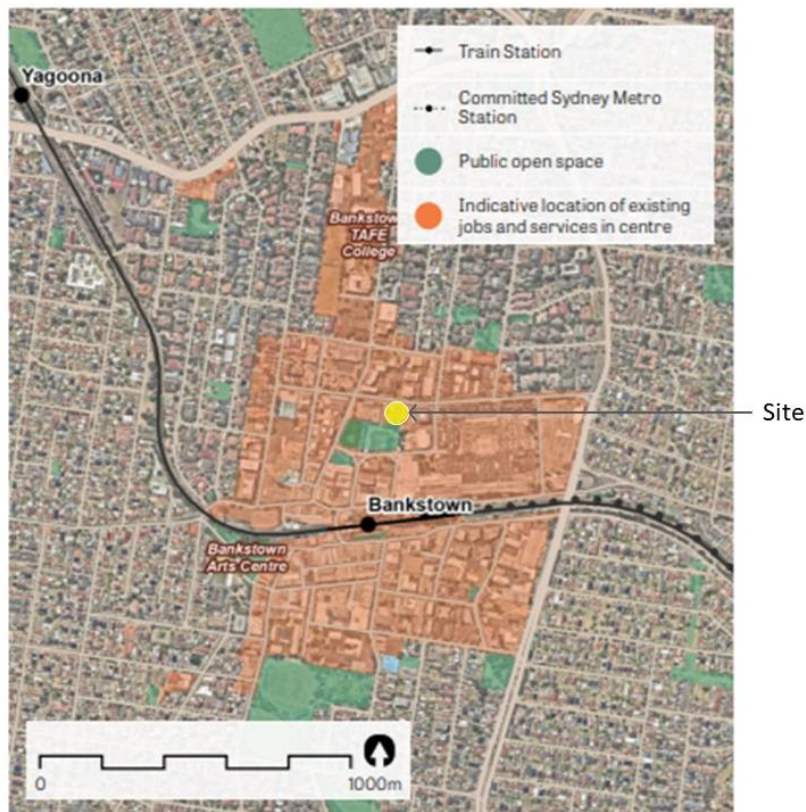 Yagoona
Train Station
Committed Sydney Metro
Station
Public open space
Indicative location of existing
jobs and services in centre
Bankstown
TAFE
College
Site
Bankstown
Bankstown
Arts Centre
0
1000m